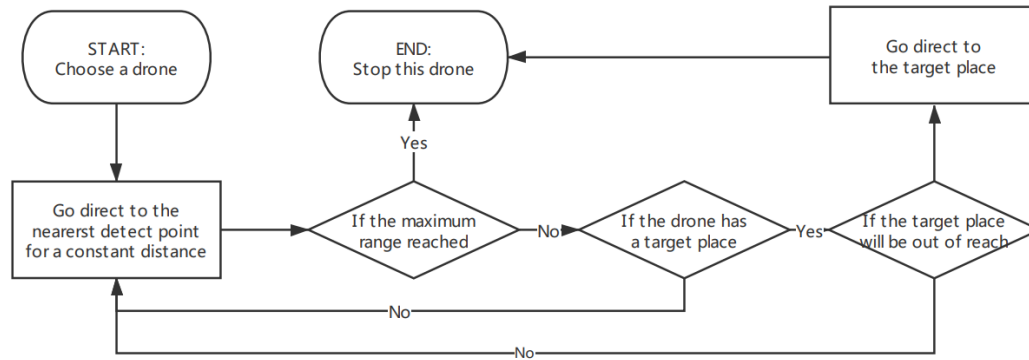 START:
Choose a drone
END:
Stop this drone
Go direct to
the target place
Yes
Go direct to the
nearerst detect point
for a constant distance
If the maximum
range reached
No
If the drone has
a target place
Yes
If the target place
will be out of reach
No
No